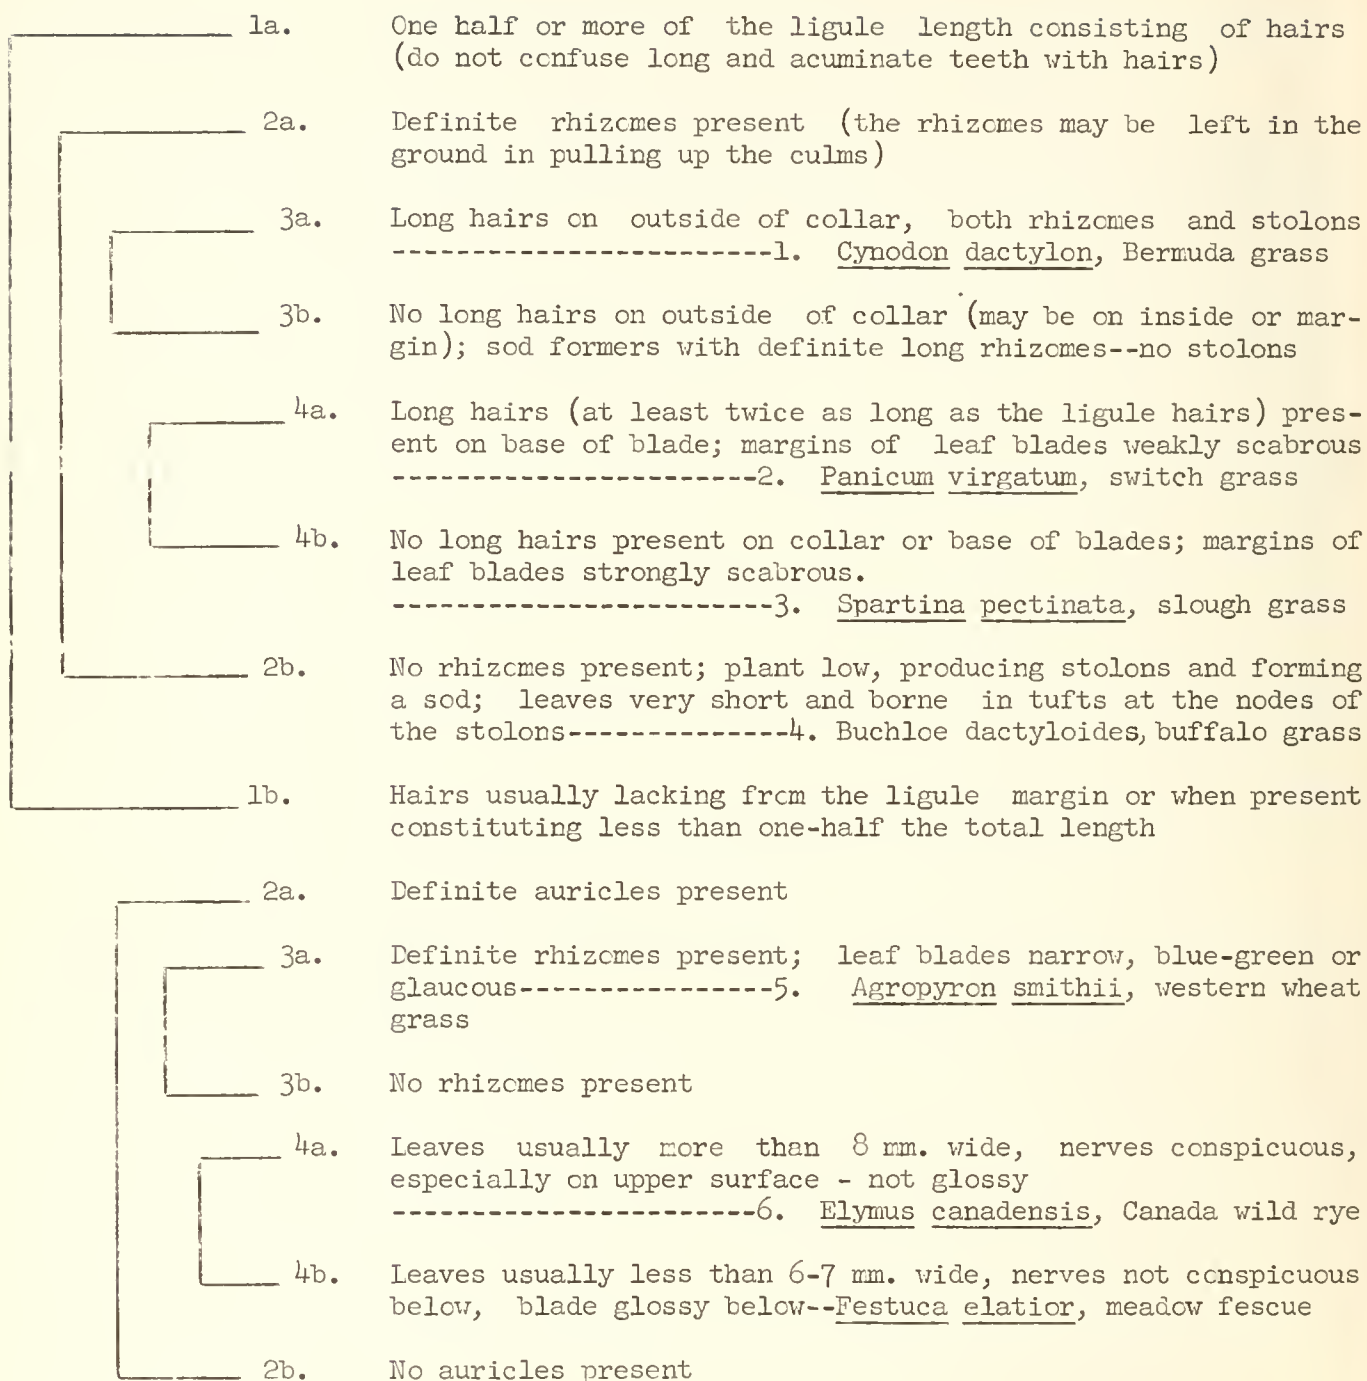 1a. One half or more of the ligule length consisting of hairs
(do not confuse long and acuminate teeth with hairs)
2a. Definite rhizomes present (the rhizomes may be left in the
ground in pulling up the culms)
3a. Long hairs on outside of collar, both rhizomes and stolons
------------------------1. Cynodon dactylon, Bermuda grass
3b. No long hairs on outside of collar (may be on inside or mar-
gin); sod formers with definite long rhizomes--no stolons
4a. Long hairs (at least twice as long as the ligule hairs) pres-
ent on base of blade; margins of leaf blades weakly scabrous
-----------------------2. Panicum virgatum, switch grass
4b. No long hairs present on collar or base of blades; margins of
leaf blades strongly scabrous.
------------------------3. Spartina pectinata, slough grass
2b. No rhizomes present; plant low, producing stolons and forming
a sod; leaves very short and borne in tufts at the nodes of
the stolons--------------4. Buchloe dactyloides, buffalo grass
1b. Hairs usually lacking from the ligule margin or when present
constituting less than one-half the total length
2a. Definite auricles present
3a. Definite rhizomes present; leaf blades narrow, blue-green or
glaucous----------------5. Agropyron smithii, western wheat
grass
3b. No rhizomes present
4a. Leaves usually more than 8 mm. wide, nerves conspicuous,
especially on upper surface - not glossy
-----------------------6. Elymus canadensis, Canada wild rye
4b. Leaves usually less than 6-7 mm. wide, nerves not conspicuous
below, blade glossy below--Festuca elatior, meadow fescue
2b. No auricles present